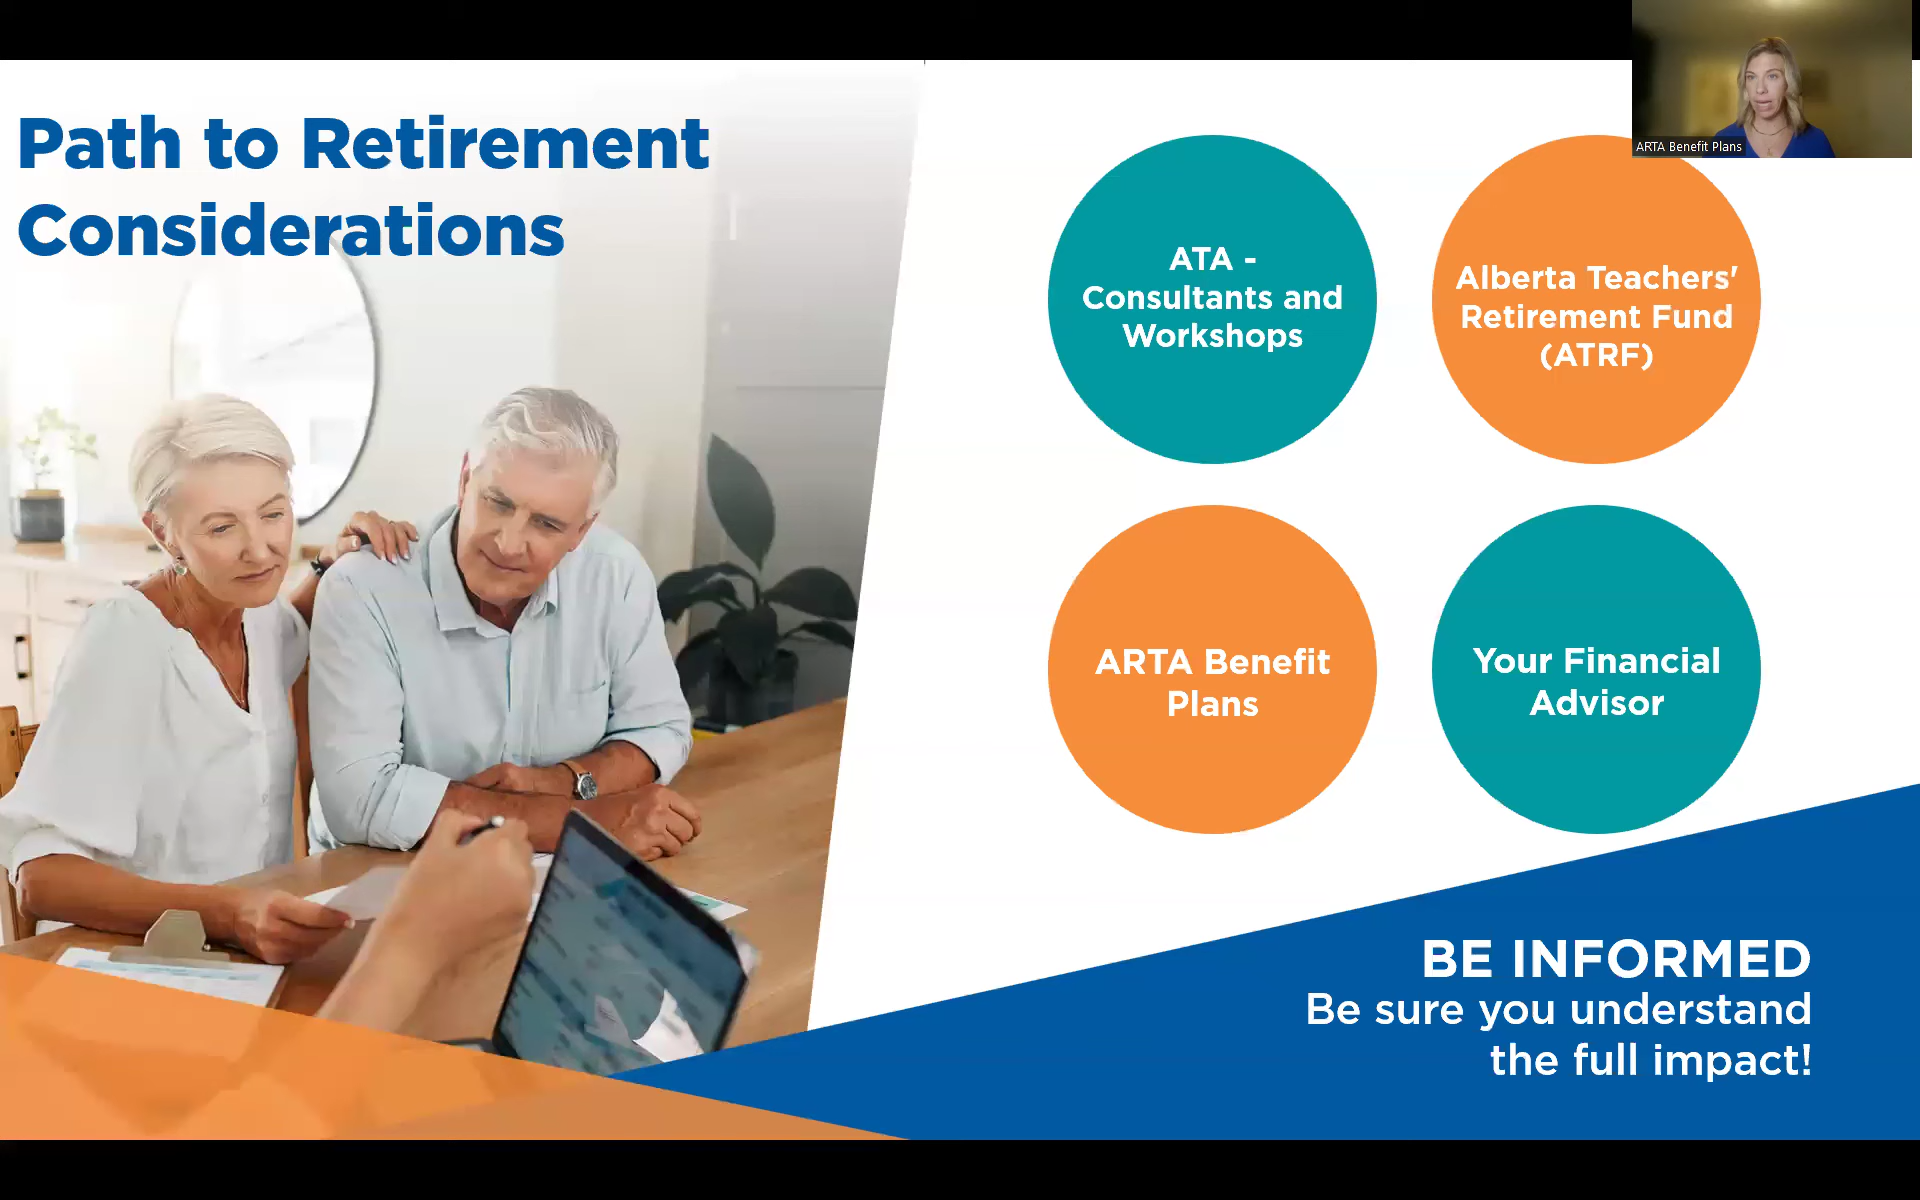 Path to Retirement
Considerations
ARTA Benefit Plans
ATA -
Consultants and
Workshops
Alberta Teachers'
Retirement Fund
(ATRF)
ARTA Benefit
Plans
Your Financial
Advisor
BE INFORMED
Be sure you understand
the full impact!